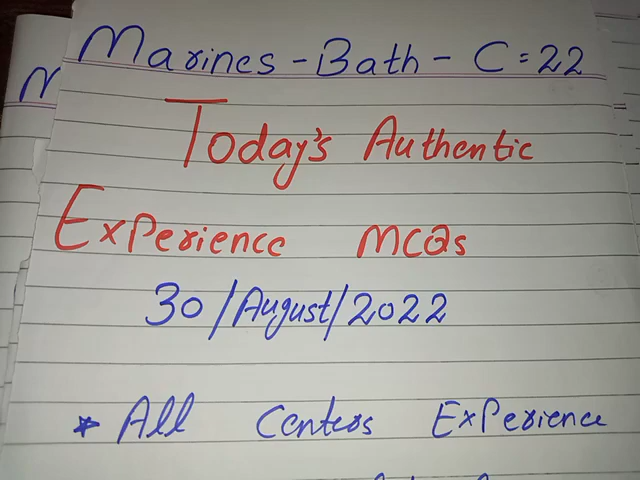 Marines - Bath - C = 22
Today's Authentic
Experience MCQs
30/August/2022
* All Centers Experience